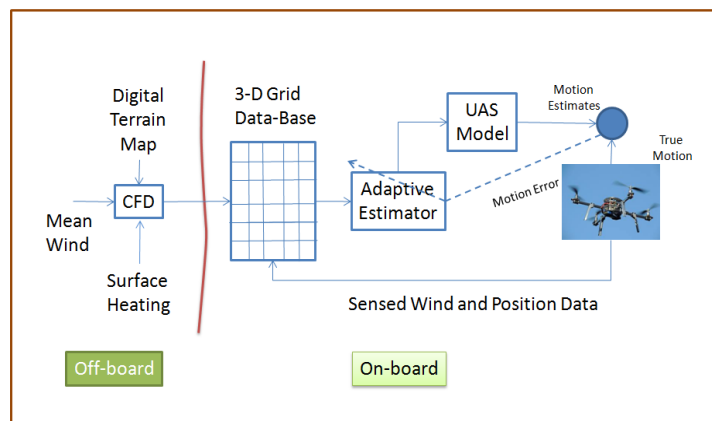 Digital
Terrain
Map
CFD
Mean
Wind
Surface
Heating
3-D Grid
Data-Base
Adaptive
Estimator
UAS
Model
Motion
Estimates
True
Motion
Motion Error
Sensed Wind and Position Data
Off-board
On-board